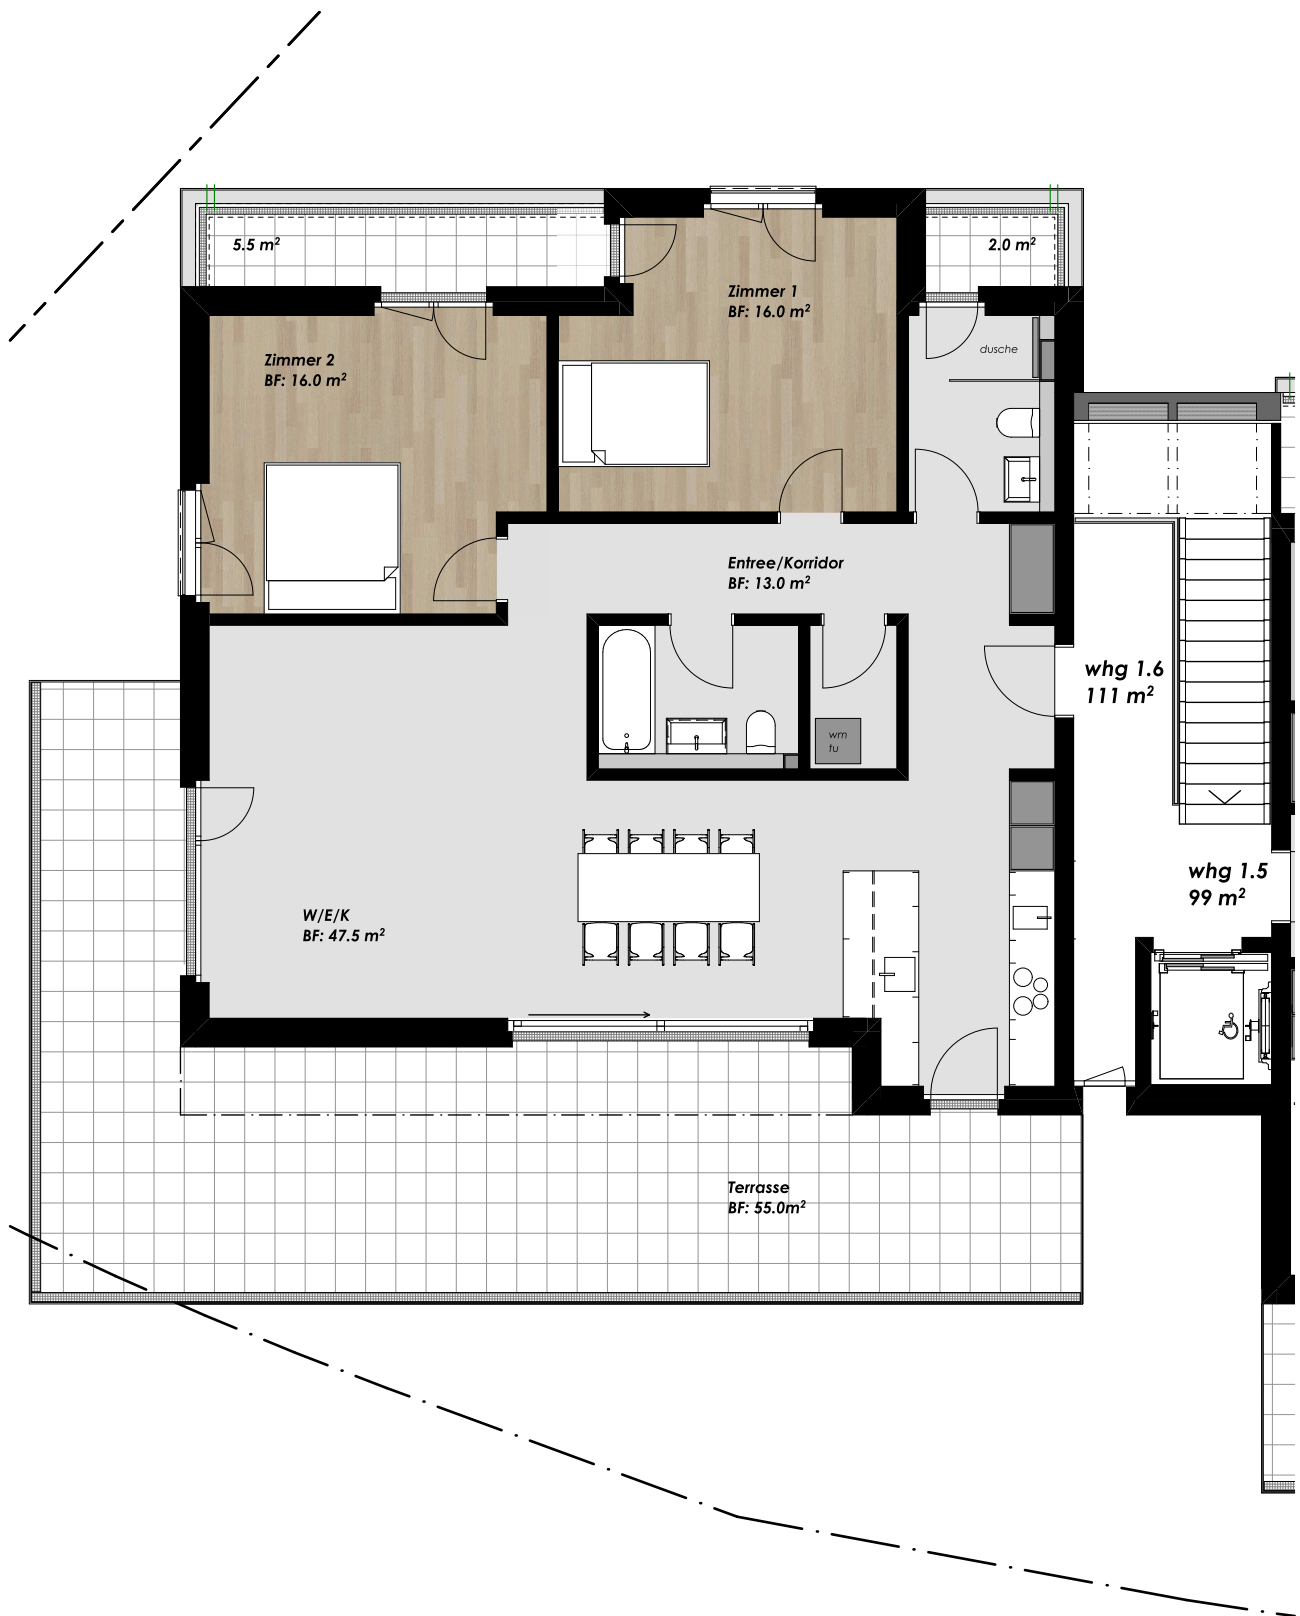 5.5 m²
2.0 m²
Zimmer 1
BF: 16.0 m²
dusche
Zimmer 2
BF: 16.0 m²
Entree/Korridor
BF: 13.0 m²
whg 1.6
111 m²
wm
tu
whg 1.5
99 m²
W/E/K
BF: 47.5 m²
Terrasse
BF: 55.0m²